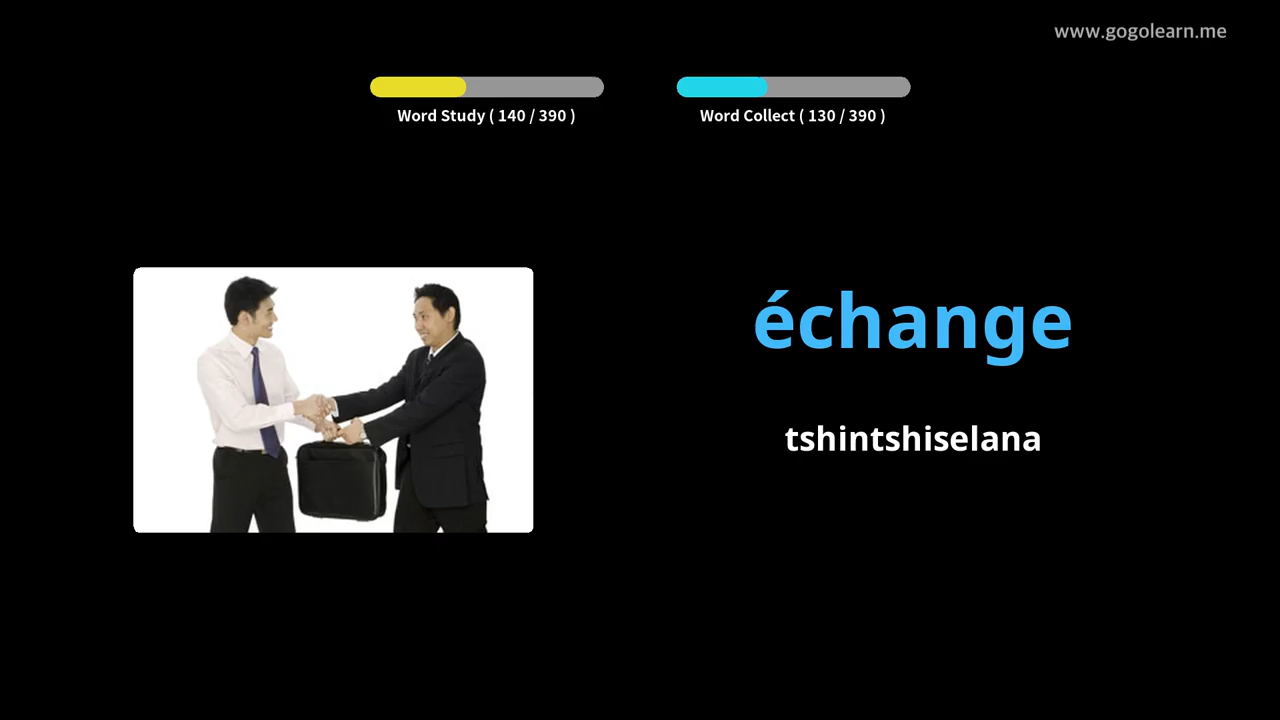 www.gogolearn.me
Word Study ( 140 / 390 )
Word Collect ( 130 / 390 )
échange
tshintshiselana